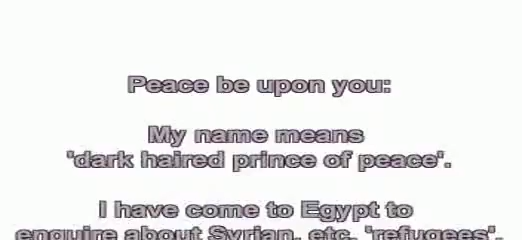 Peace be upon you:
My name means
'dark haired prince of peace'.
I have come to Egypt to
enquire about Syrian, etc. 'refugees'.